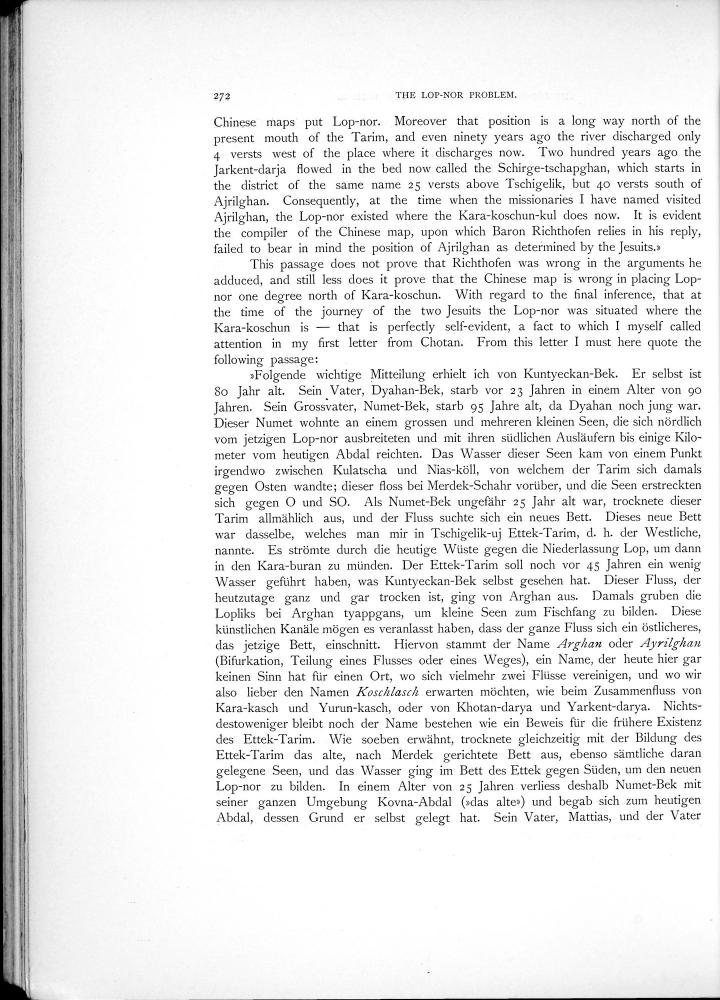 272 THE LOP-NOR PROBLEM.
Chinese maps put Lop-nor. Moreover that position is a long way north of the
present mouth of the Tarim, and even ninety years ago the river discharged only
4 versts west of the place where it discharges now. Two hundred years ago the
Jarkent-darja flowed in the bed now called the Schirge-tschapghan, which starts in
the district of the same name 25 versts above Tschigelik, but 40 versts south of
Ajrilghan. Consequently, at the time when the missionaries I have named visited
Ajrilghan, the Lop-nor existed where the Kara-koschun-kul does now. It is evident
the compiler of the Chinese map, upon which Baron Richthofen relies in his reply,
failed to bear in mind the position of Ajrilghan as determined by the Jesuits.»
This passage does not prove that Richthofen was wrong in the arguments he
adduced, and still less does it prove that the Chinese map is wrong in placing Lop-
nor one degree north of Kara-koschun. With regard to the final inference, that at
the time of the journey of the two Jesuits the Lop-nor was situated where the
Kara-koschun is — that is perfectly self-evident, a fact to which I myself called
attention in my first letter from Chotan. From this letter I must here quote the
following passage:
»Folgende wichtige Mitteilung erhielt ich von Kuntyeckan-Bek. Er selbst ist
80 Jahr alt. Sein Vater, Dyahan-Bek, starb vor 23 Jahren in einem Alter von 90
Jahren. Sein Grossvater, Numet-Bek, starb 95 Jahre alt, da Dyahan noch jung war.
Dieser Numet wohnte an einem grossen und mehreren kleinen Seen, die sich nördlich
vom jetzigen Lop-nor ausbreiteten und mit ihren südlichen Ausläufern bis einige Kilo-
meter vom heutigen Abdal reichten. Das Wasser dieser Seen kam von einem Punkt
irgendwo zwischen Kulatscha und Nias-köll, von welchem der Tarim sich damals
gegen Osten wandte; dieser floss bei Merdek-Schahr vorüber, und die Seen erstreckten
sich gegen O und SO. Als Numet-Bek ungefähr 25 Jahr alt war, trocknete dieser
Tarim allmählich aus, und der Fluss suchte sich ein neues Bett. Dieses neue Bett
war dasselbe, welches man mir in Tschigelik-uj Ettek-Tarim, d. h. der Westliche,
nannte. Es strömte durch die heutige Wüste gegen die Niederlassung Lop, um dann
in den Kara-buran zu münden. Der Ettek-Tarim soll noch vor 45 Jahren ein wenig
Wasser geführt haben, was Kuntyeckan-Bek selbst gesehen hat. Dieser Fluss, der
heutzutage ganz und gar trocken ist, ging von Arghan aus. Damals gruben die
Lopliks bei Arghan tyappgans, um kleine Seen zum Fischfang zu bilden. Diese
künstlichen Kanäle mögen es veranlasst haben, dass der ganze Fluss sich ein östlicheres,
das jetzige Bett, einschnitt. Hiervon stammt der Name Arghan oder Ayrilghan
(Bifurkation, Teilung eines Flusses oder eines Weges), ein Name, der heute hier gar
keinen Sinn hat für einen Ort, wo sich vielmehr zwei Flüsse vereinigen, und wo wir
also lieber den Namen Koschlasch erwarten möchten, wie beim Zusammenfluss von
Kara-kasch und Yurun-kasch, oder von Khotan-darya und Yarkent-darya. Nichts-
destoweniger bleibt noch der Name bestehen wie ein Beweis für die frühere Existenz
des Ettek-Tarim. Wie soeben erwähnt, trocknete gleichzeitig mit der Bildung des
Ettek-Tarim das alte, nach Merdek gerichtete Bett aus, ebenso sämtliche daran
gelegene Seen, und das Wasser ging im Bett des Ettek gegen Süden, um den neuen
Lop-nor zu bilden. In einem Alter von 25 Jahren verliess deshalb Numet-Bek mit
seiner ganzen Umgebung Kovna-Abdal (»das alte») und begab sich zum heutigen
Abdal, dessen Grund er selbst gelegt hat. Sein Vater, Mattias, und der Vater